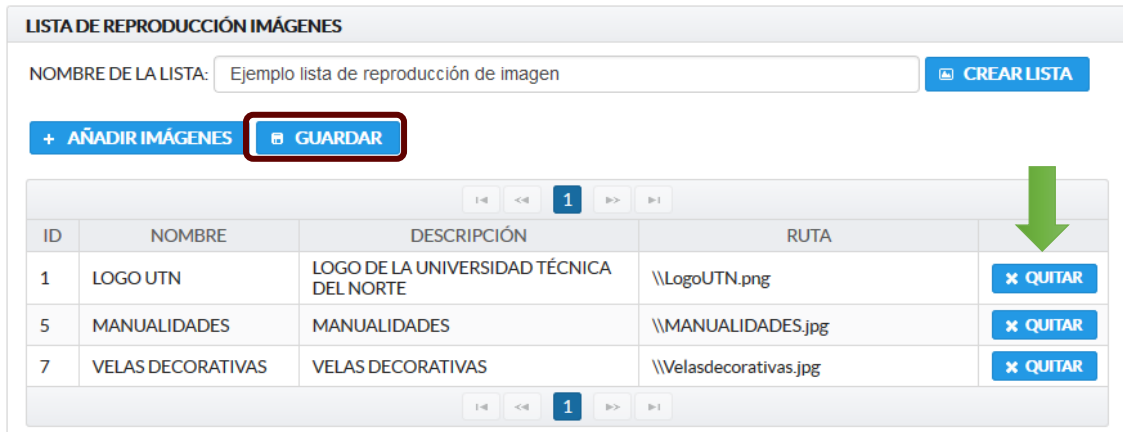 LISTA DE REPRODUCCIÓN IMÁGENES
NOMBRE DE LA LISTA: Ejemplo lista de reproducción de imagen CREAR LISTA
+ AÑADIR IMÁGENES GUARDAR
1
ID NOMBRE DESCRIPCIÓN RUTA
1 LOGO UTN LOGO DE LA UNIVERSIDAD TÉCNICA DEL NORTE \\LogoUTN.png QUITAR
5 MANUALIDADES MANUALIDADES \\MANUALIDADES.jpg QUITAR
7 VELAS DECORATIVAS VELAS DECORATIVAS \\Velasdecorativas.jpg QUITAR
1